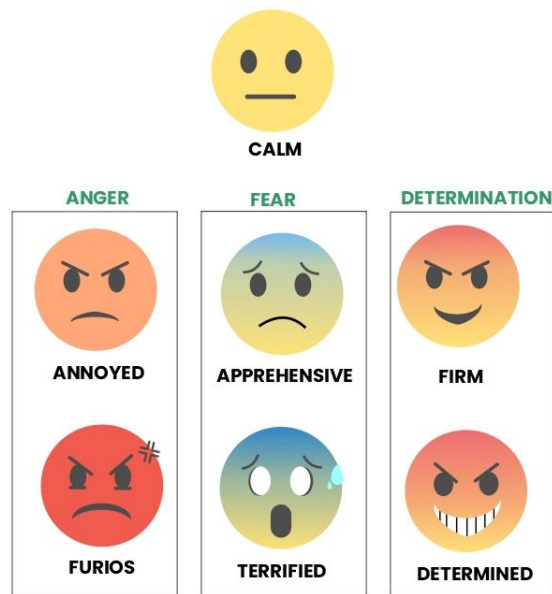 CALM
ANGER
FEAR
DETERMINATION
ANNOYED
APPREHENSIVE
FIRM
FURIOS
TERRIFIED
DETERMINED